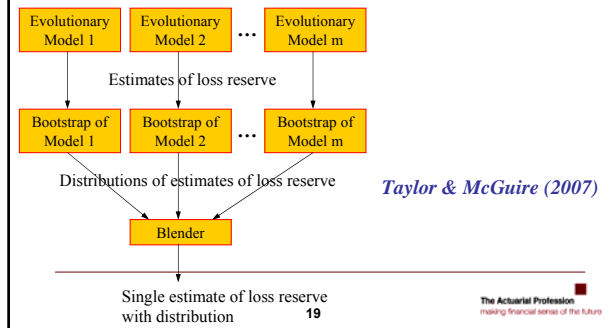 Evolutionary
Model 1
Evolutionary
Model 2
...
Evolutionary
Model m
Estimates of loss reserve
Bootstrap of
Model 1
Bootstrap of
Model 2
...
Bootstrap of
Model m
Distributions of estimates of loss reserve
Taylor & McGuire (2007)
Blender
Single estimate of loss reserve
with distribution
19
The Actuarial Profession
making financial sense of the future